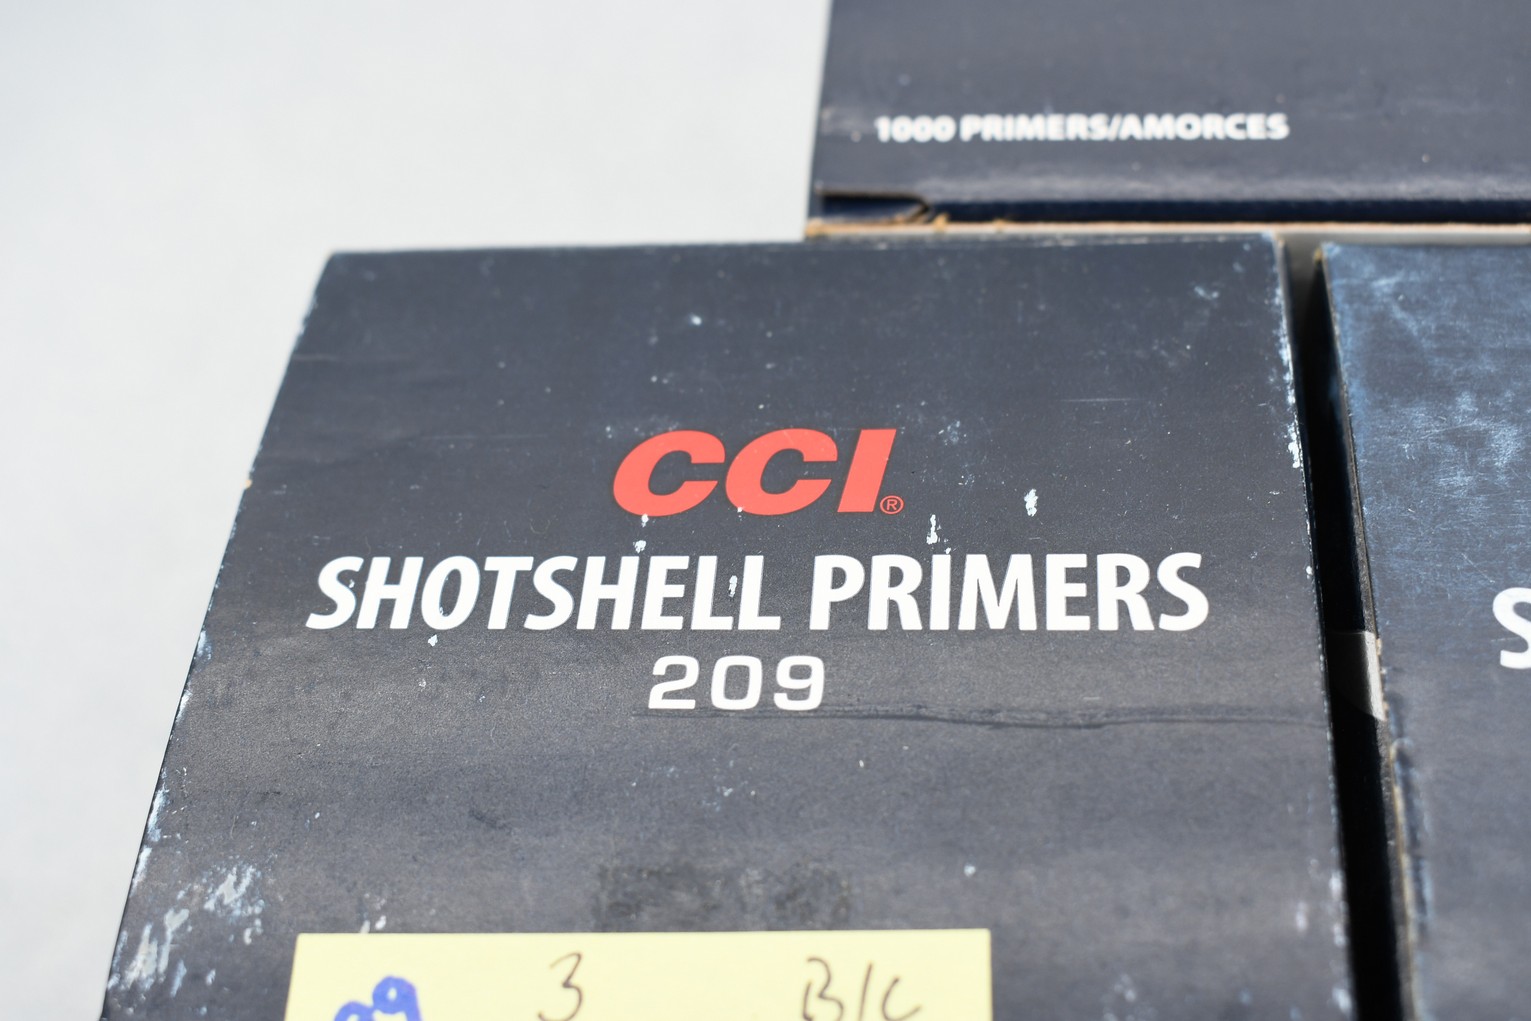 1000 PRIMERS/AMORCES
CCI®
SHOTSHELL PRIMERS
209
S
3 B/C